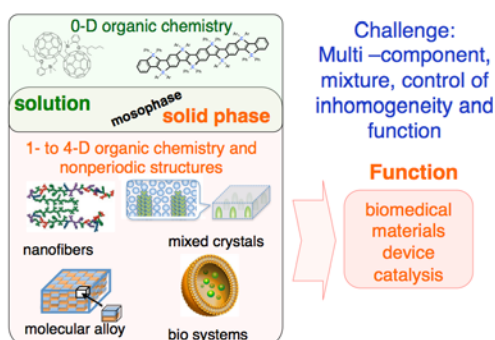 0-D organic chemistry
solution
mosophase
solid phase
1- to 4-D organic chemistry and
nonperiodic structures
nanofibers
mixed crystals
molecular alloy
bio systems
Challenge:
Multi –component,
mixture, control of
inhomogeneity and
function
Function
biomedical
materials
device
catalysis